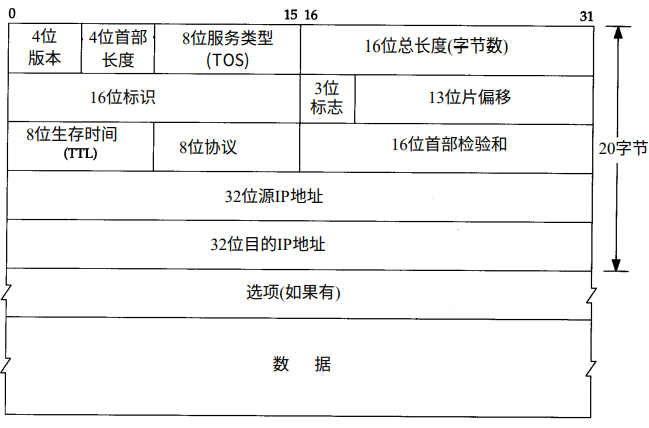 0 15 16 31
4位
版本
4位首部
长度
8位服务类型
(TOS)
16位总长度(字节数)
16位标识
3位
标志
13位片偏移
8位生存时间
(TTL)
8位协议
16位首部检验和
20字节
32位源IP地址
32位目的IP地址
选项(如果有)
数 据